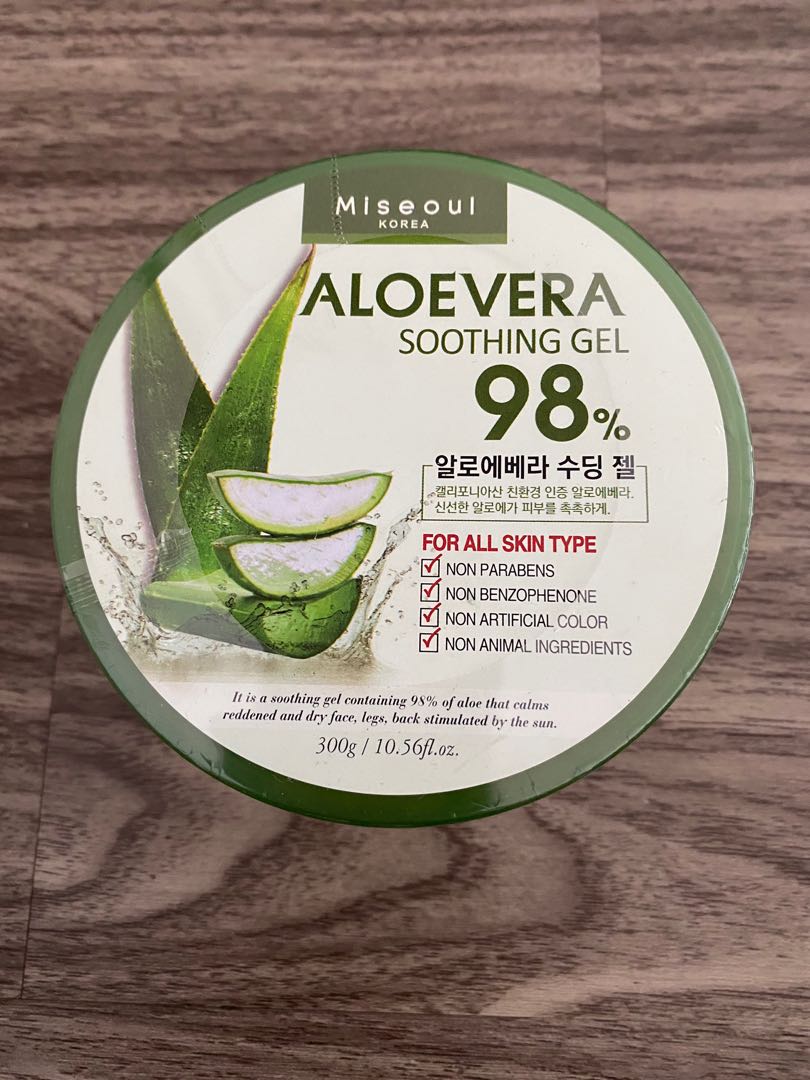 Miseoul
KOREA
ALOEVERA
SOOTHING GEL
98%
알로에베라 수딩 젤
캘리포니아산 친환경 인증 알로에베라.
신선한 알로에가 피부를 촉촉하게.
FOR ALL SKIN TYPE
NON PARABENS
NON BENZOPHENONE
NON ARTIFICIAL COLOR
NON ANIMAL INGREDIENTS
It is a soothing gel containing 98% of aloe that calms
reddened and dry face, legs, back stimulated by the sun.
300g / 10.56fl.oz.